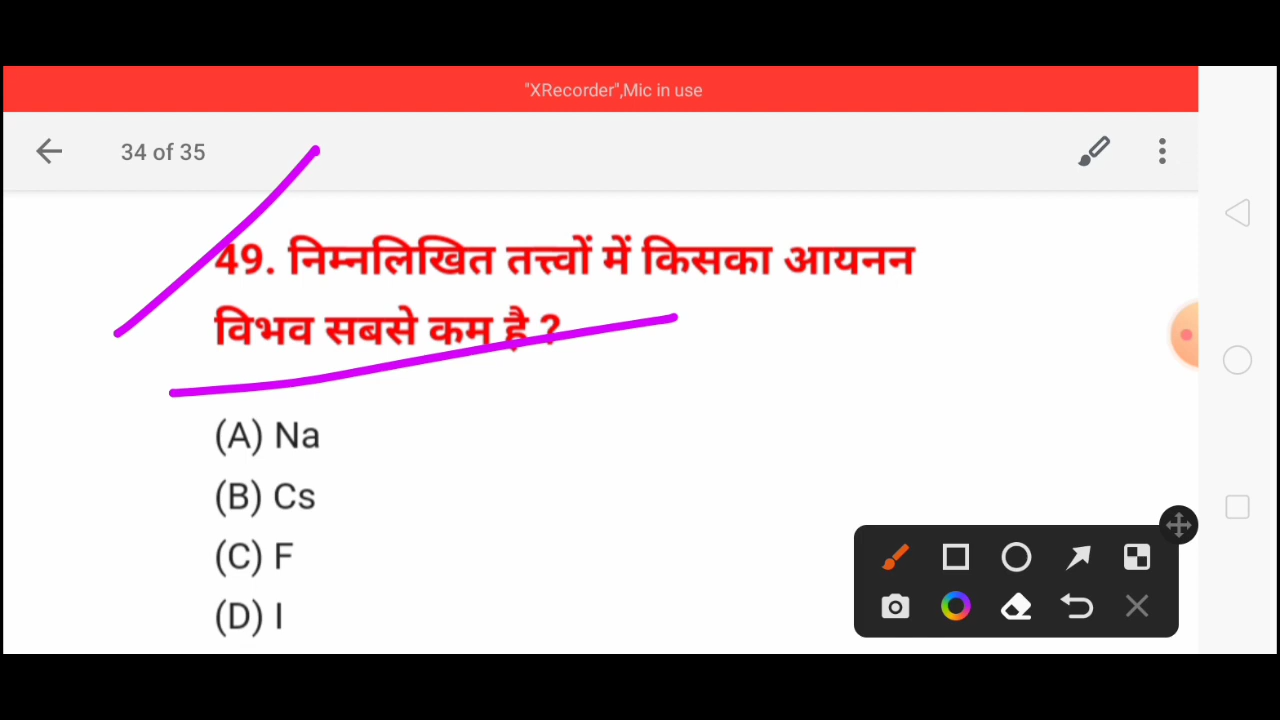 "XRecorder",Mic in use
34 of 35
49. निम्नलिखित तत्त्वों में किसका आयनन
विभव सबसे कम है ?
(A) Na
(B) Cs
(C) F
(D) I